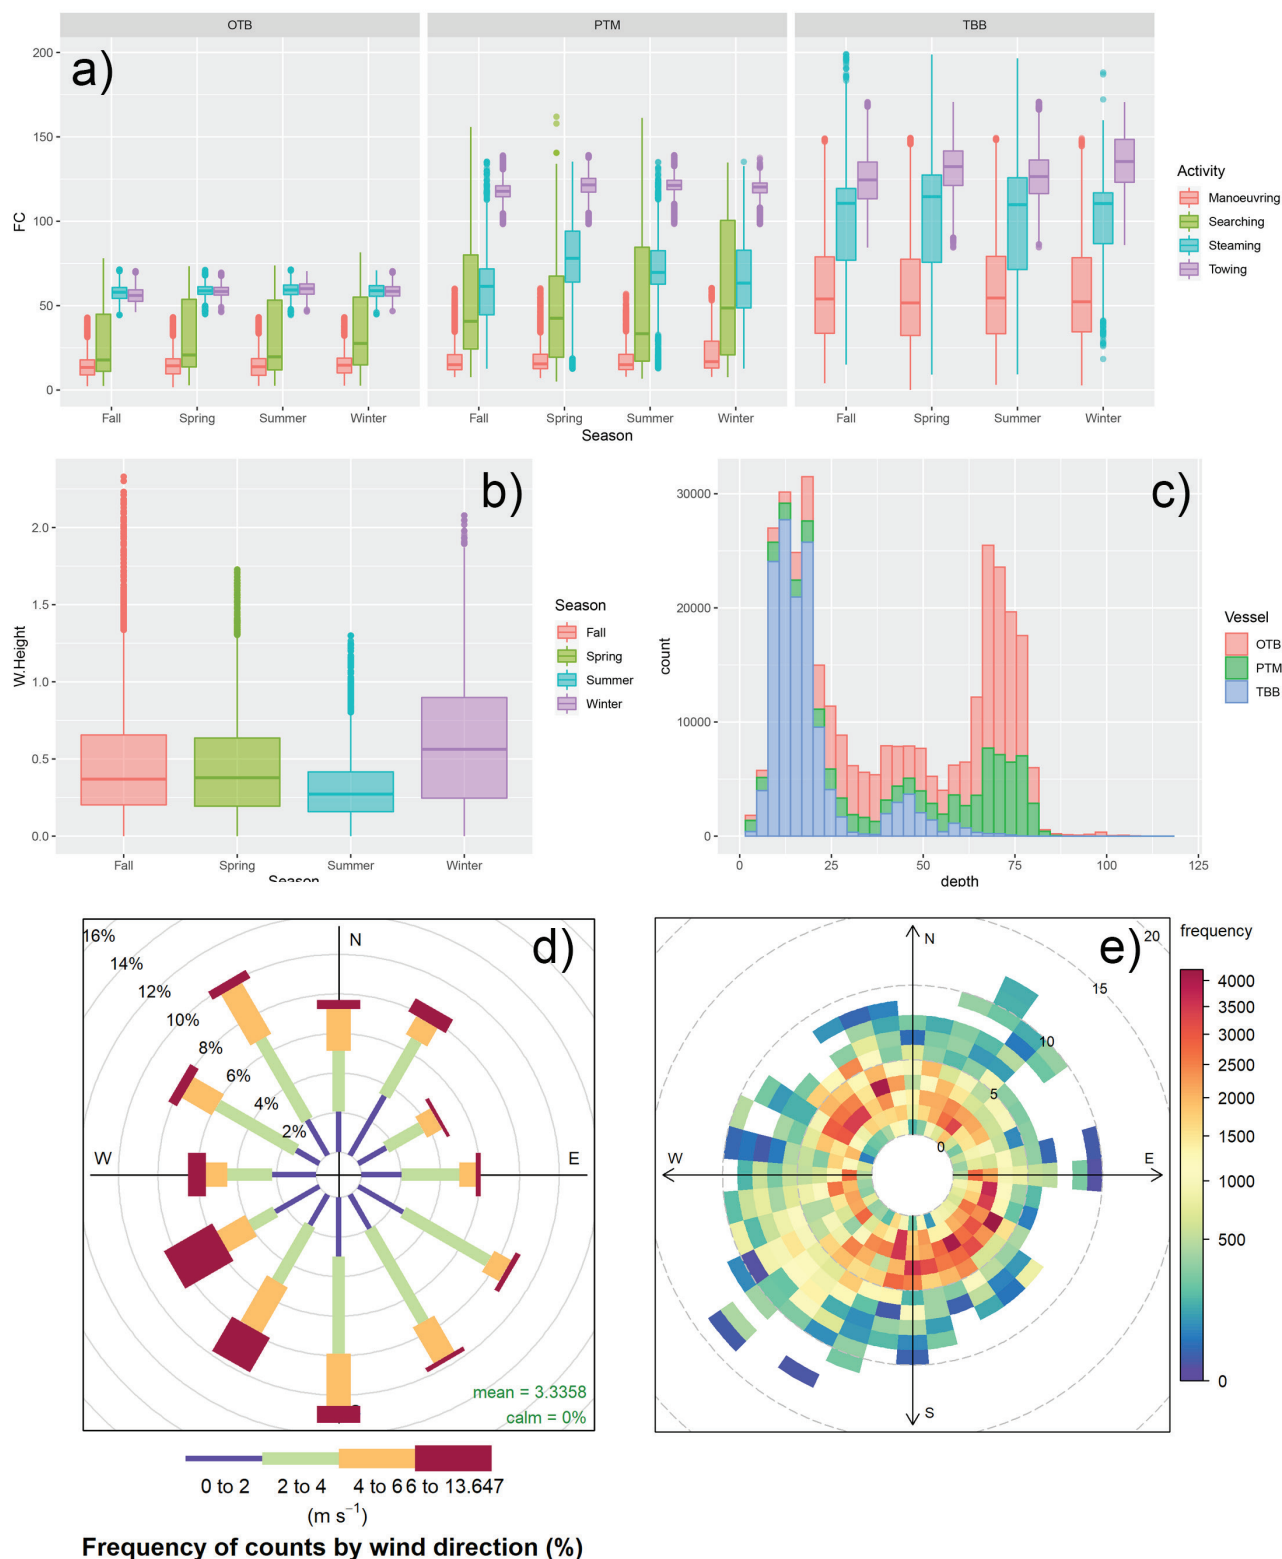 OTB PTM TBB
a)
200
150
100
50
0
FC
Fall Spring Summer Winter Fall Spring Summer Winter Fall Spring Summer Winter
Season
Activity
Manoeuvring
Searching
Steaming
Towing
b)
2.0
1.5
1.0
0.5
0.0
W.Height
Fall Spring Summer Winter
Season
Season
Fall
Spring
Summer
Winter
c)
30000
20000
10000
0
count
0 25 50 75 100 125
depth
Vessel
OTB
PTM
TBB
d)
16%
14%
12%
10%
8%
6%
4%
2%
N
W
E
mean = 3.3358
calm = 0%
0 to 2 2 to 4 4 to 6 6 to 13.647
(m s⁻¹)
Frequency of counts by wind direction (%)
e)
N
20
15
10
5
0
W
E
S
frequency
4000
3500
3000
2500
2000
1500
1000
500
0